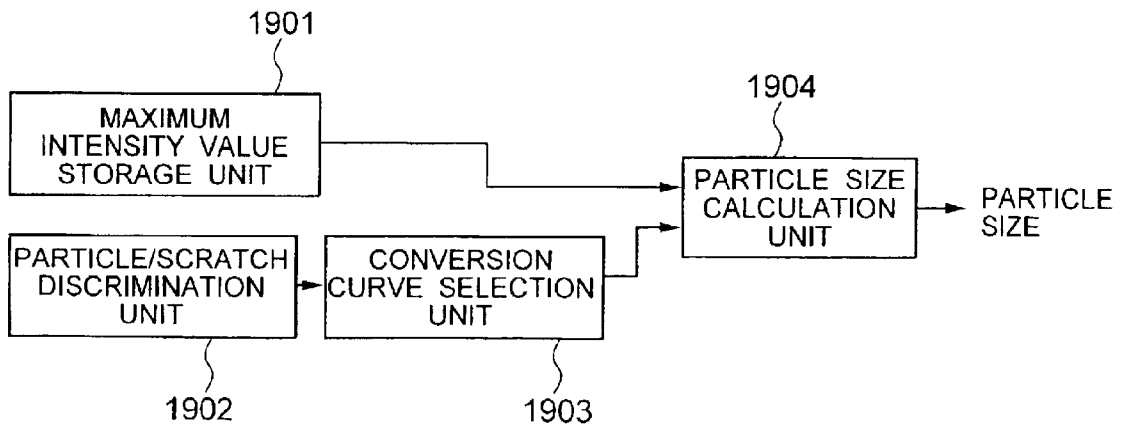 1901
MAXIMUM
INTENSITY VALUE
STORAGE UNIT
1904
PARTICLE SIZE
CALCULATION
UNIT
PARTICLE
SIZE
PARTICLE/SCRATCH
DISCRIMINATION
UNIT
CONVERSION
CURVE SELECTION
UNIT
1902
1903